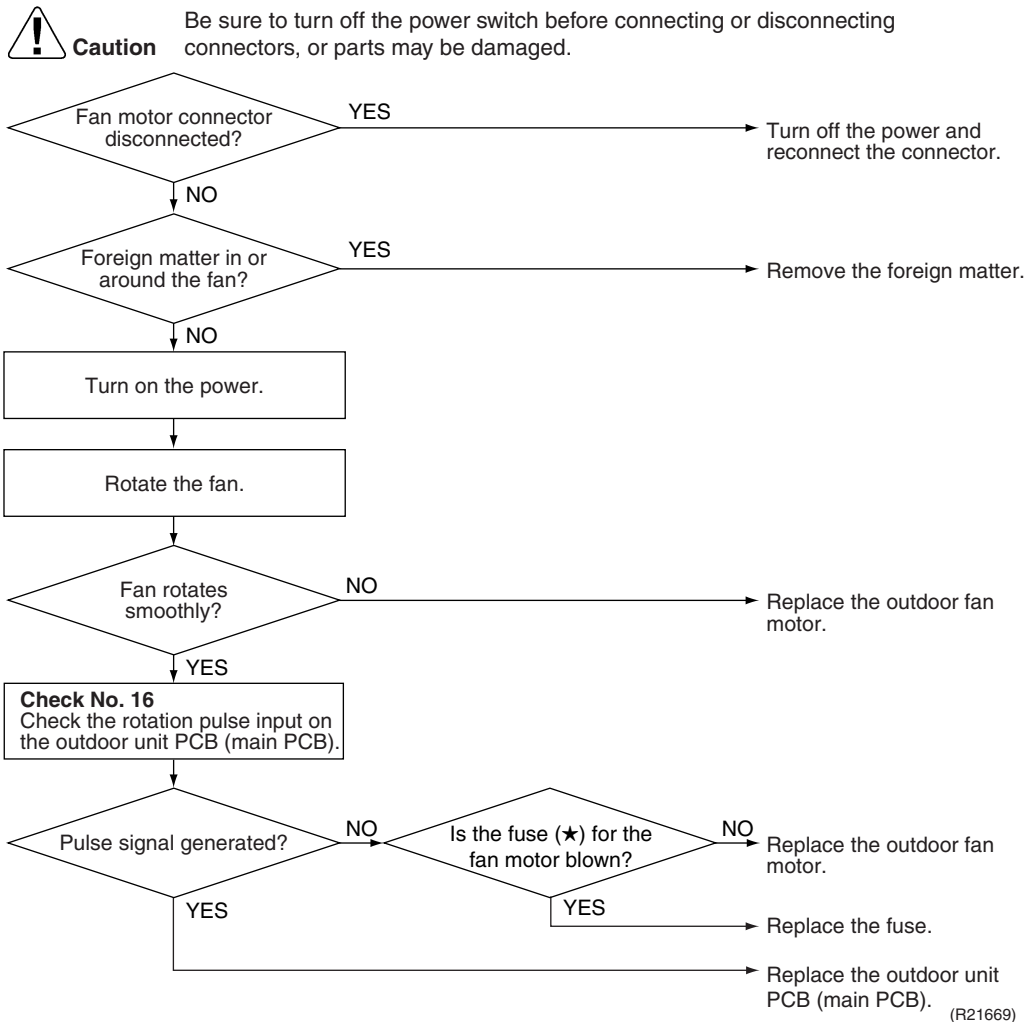 Be sure to turn off the power switch before connecting or disconnecting
Caution connectors, or parts may be damaged.
Fan motor connector
disconnected?
YES
Turn off the power and
reconnect the connector.
NO
Foreign matter in or
around the fan?
YES
Remove the foreign matter.
NO
Turn on the power.
Rotate the fan.
Fan rotates
smoothly?
NO
Replace the outdoor fan
motor.
YES
Check No. 16
Check the rotation pulse input on
the outdoor unit PCB (main PCB).
Pulse signal generated?
NO
Is the fuse (★) for the
fan motor blown?
NO
Replace the outdoor fan
motor.
YES
YES
Replace the fuse.
Replace the outdoor unit
PCB (main PCB).
(R21669)